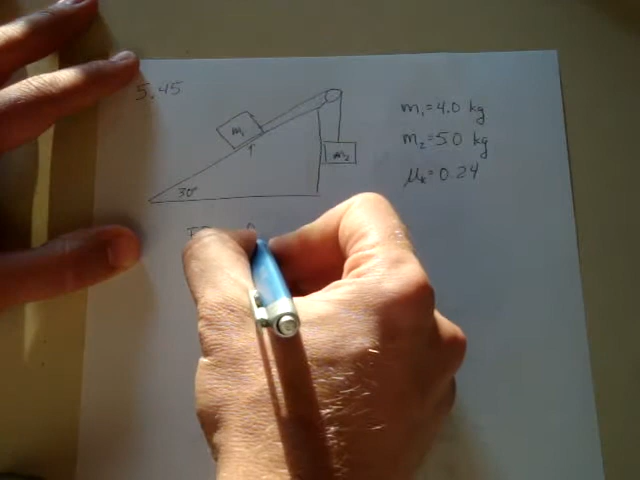 5.45
m₁
m₂
30°
m₁=4.0 kg
m₂=5.0 kg
μₖ=0.24